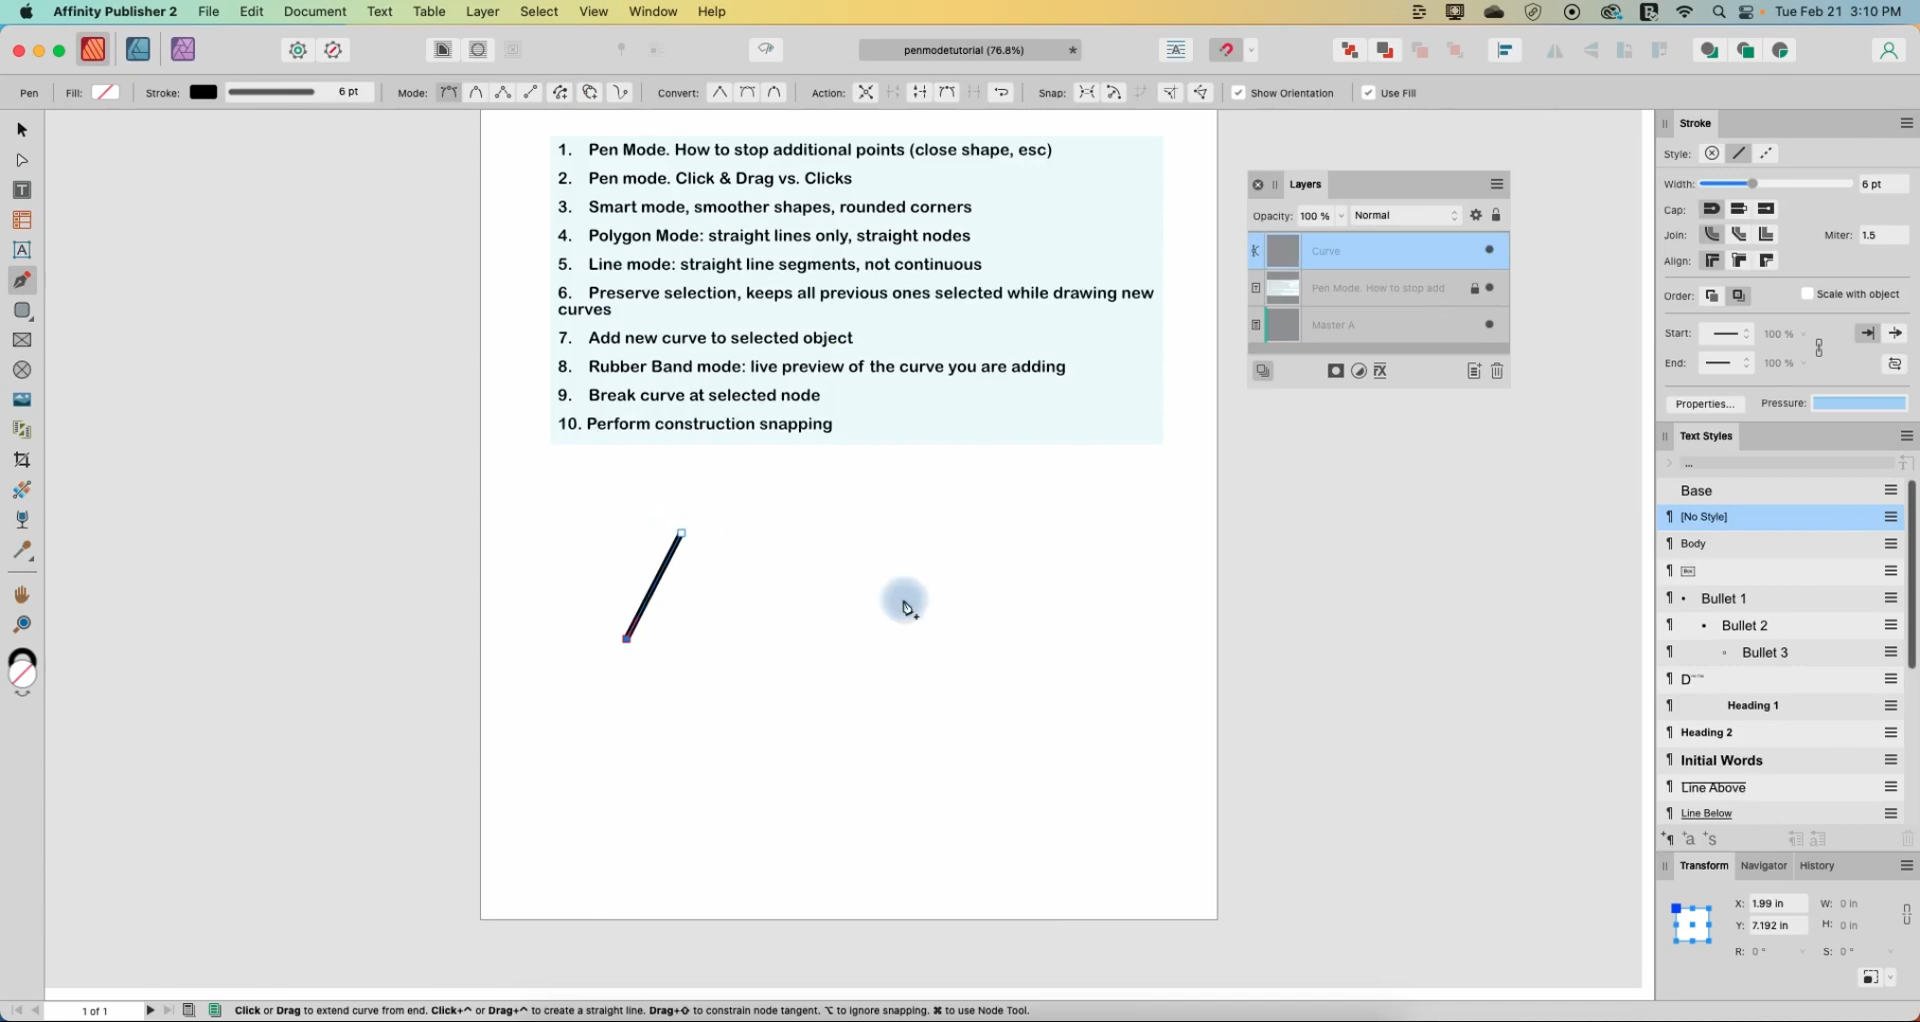 Affinity Publisher 2 File Edit Document Text Table Layer Select View Window Help Tue Feb 21 3:10 PM
penmodetutorial (76.8%) *
Pen Fill: Stroke: 6 pt Mode: Convert: Action: Snap: Show Orientation Use Fill
1. Pen Mode. How to stop additional points (close shape, esc)
2. Pen mode. Click & Drag vs. Clicks
3. Smart mode, smoother shapes, rounded corners
4. Polygon Mode: straight lines only, straight nodes
5. Line mode: straight line segments, not continuous
6. Preserve selection, keeps all previous ones selected while drawing new
curves
7. Add new curve to selected object
8. Rubber Band mode: live preview of the curve you are adding
9. Break curve at selected node
10. Perform construction snapping
Layers
Opacity: 100 % Normal
Curve
Pen Mode. How to stop add
Master A
Stroke
Style:
Width: 6 pt
Cap:
Join: Miter: 1.5
Align:
Order: Scale with object
Start: 100 %
End: 100 %
Properties... Pressure:
Text Styles
...
Base
[No Style]
Body
Bullet 1
Bullet 2
Bullet 3
Heading 1
Heading 2
Initial Words
Line Above
Line Below
Transform Navigator History
X: 1.99 in W: 0 in
Y: 7.192 in H: 0 in
R: 0 ° S: 0 °
1 of 1 Click or Drag to extend curve from end. Click+⌃ or Drag+⌃ to create a straight line. Drag+⇧ to constrain node tangent. ⌥ to ignore snapping. ⌘ to use Node Tool.